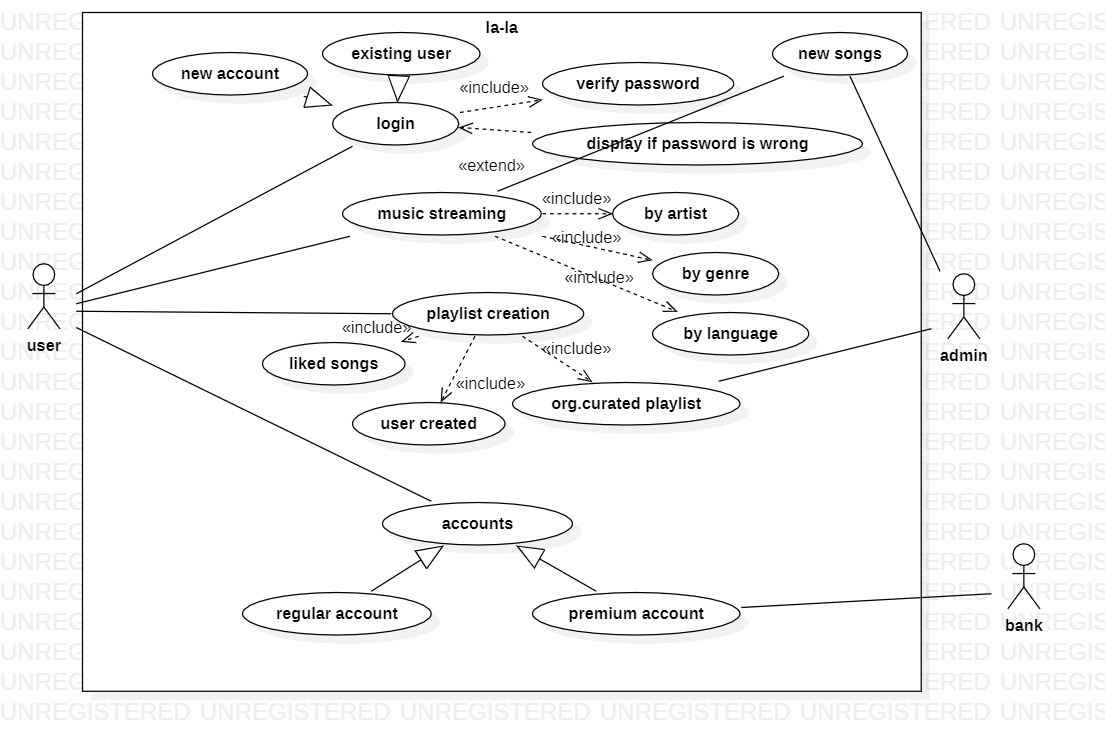 la-la
existing user
new songs
new account
verify password
«include»
login
display if password is wrong
«extend»
music streaming
«include»
by artist
«include»
by genre
«include»
playlist creation
by language
«include»
user
admin
liked songs
«include»
«include»
org.curated playlist
user created
accounts
regular account
premium account
bank
UNREGISTERED UNREGISTERED UNREGISTERED UNREGISTERED UNREGISTERED UNREGIS